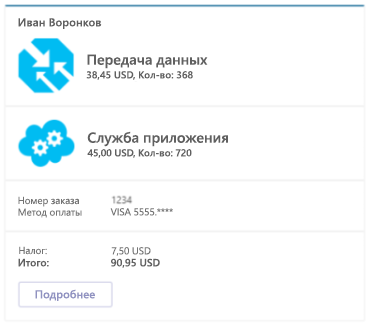 Иван Воронков
Передача данных
38,45 USD, Кол-во: 368
Служба приложения
45,00 USD, Кол-во: 720
Номер заказа 1234
Метод оплаты VISA 5555.****
Налог: 7,50 USD
Итого: 90,95 USD
Подробнее